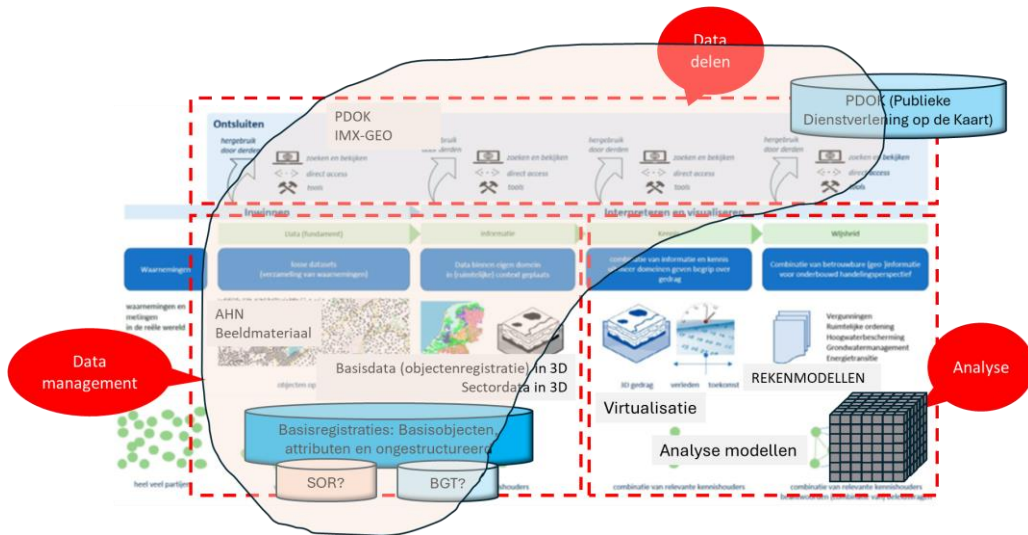 Data
delen
PDOK (Publieke
Dienstverlening op de Kaart)
PDOK
IMX-GEO
Ontsluiten
hergebruik
door derden
zoeken en bekijken
direct access
tools
hergebruik
door derden
zoeken en bekijken
direct access
tools
hergebruik
door derden
zoeken en bekijken
direct access
tools
hergebruik
door derden
zoeken en bekijken
direct access
tools
Inwinnen
Interpreteren en visualiseren
Data (fundament)
Informatie
Kennis
Wijsheid
Waarnemingen
Rouw datasets
(verzameling van waarnemingen)
Data binnen eigen domein
in (ruimtelijke) context geplaats
combinatie van informatie en kennis
domeinen geven begrip over
gedrag
Combinatie van betrouwbare (geo )informatie
voor onderbouwd handelingsperspectief
waarnemingen en
metingen
in de reële wereld
AHN
Beeldmateriaal
Vergunningen
Ruimtelijke ordening
Hoogwaterbescherming
Grondwatermanagement
Energietransitie
Data
management
Analyse
objecten op
Basisdata (objectenregistratie) in 3D
Sectordata in 3D
3D gedrag
verleden
toekomst
REKENMODELLEN
Virtualisatie
Basisregistraties: Basisobjecten,
attributen en ongestructureerd
Analyse modellen
SOR?
BGT?
heel veel partijen
combinatie van relevante kennishouders
combinatie van relevante kennishouders